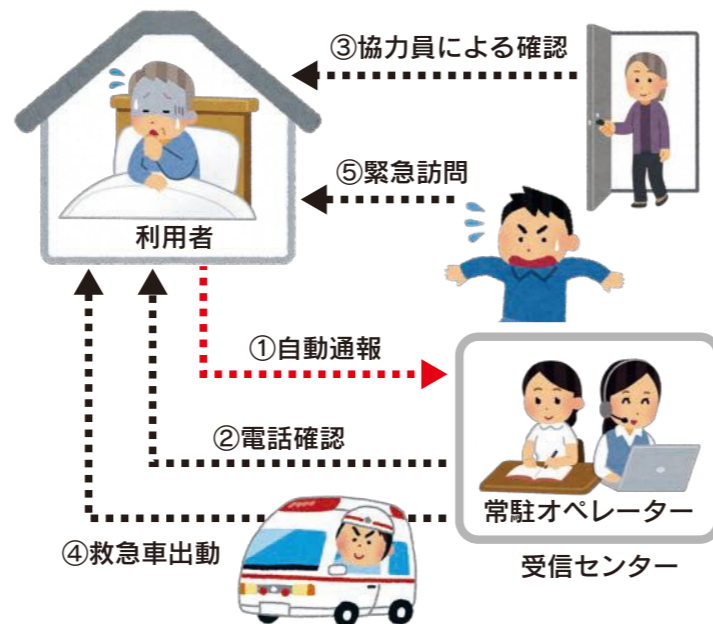 ③協力員による確認
⑤緊急訪問
利用者
①自動通報
②電話確認
常駐オペレーター
④救急車出動
受信センター